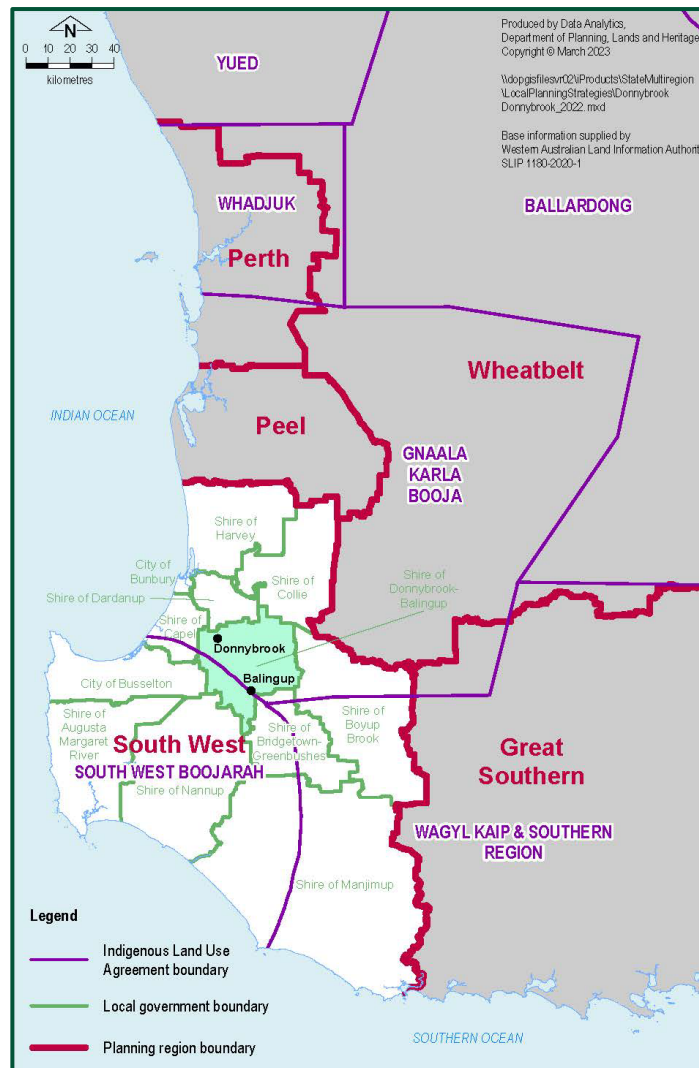 N
0 10 20 30 40
kilometres
Produced by Data Analytics,
Department of Planning, Lands and Heritage
Copyright © March 2023
\\dopgisfilesvr02\iProducts\StateMultiregion
\LocalPlanningStrategies\Donnybrook
Donnybrook_2022.mxd
Base information supplied by
Western Australian Land Information Authorit
SLIP 1180-2020-1
YUED
WHADJUK
BALLARDONG
Perth
Wheatbelt
INDIAN OCEAN
Peel
GNAALA
KARLA
BOOJA
Shire of
Harvey
City of
Bunbury
Shire of
Collie
Shire of
Donnybrook-
Balingup
Shire of Dardanup
Shire of
Capel
Donnybrook
Balingup
City of Busselton
Shire of
Augusta
Margaret
River
South West
SOUTH WEST BOOJARAH
Shire of
Bridgetown-
Greenbushes
Shire of
Boyup
Brook
Shire of Nannup
Great
Southern
WAGYL KAIP & SOUTHERN
REGION
Shire of Manjimup
Legend
Indigenous Land Use
Agreement boundary
Local government boundary
Planning region boundary
SOUTHERN OCEAN